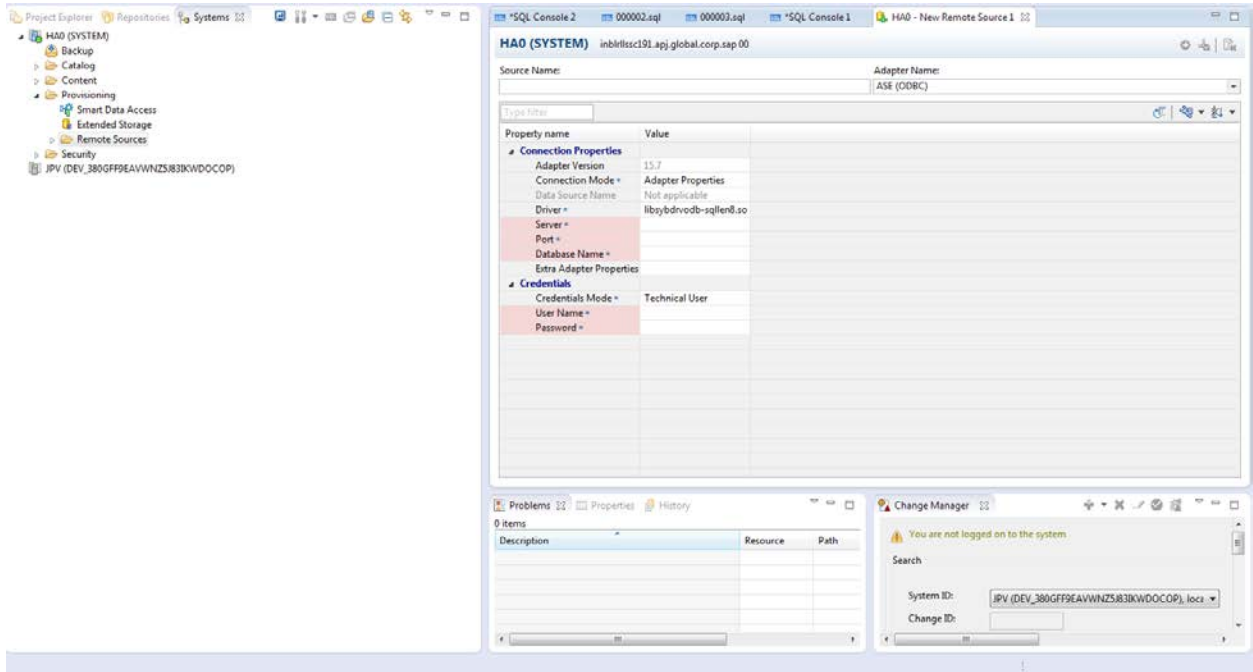 Project Explorer Repositories Systems
HA0 (SYSTEM)
Backup
Catalog
Content
Provisioning
Smart Data Access
Extended Storage
Remote Sources
Security
JPV (DEV_380GFF9EAVWNZ5J83IKWDOCOP)
*SQL Console 2 000002.sql 000003.sql *SQL Console 1 HA0 - New Remote Source 1
HA0 (SYSTEM) inblrllssc191.apj.global.corp.sap 00
Source Name: Adapter Name:
ASE (ODBC)
Type filter
Property name Value
Connection Properties
Adapter Version 15.7
Connection Mode * Adapter Properties
Data Source Name Not applicable
Driver * libsybdrvodb-sqllen8.so
Server *
Port *
Database Name *
Extra Adapter Properties
Credentials
Credentials Mode * Technical User
User Name *
Password *
Problems Properties History
0 items
Description Resource Path
Change Manager
You are not logged on to the system
Search
System ID: JPV (DEV_380GFF9EAVWNZ5J83IKWDOCOP), loca
Change ID: